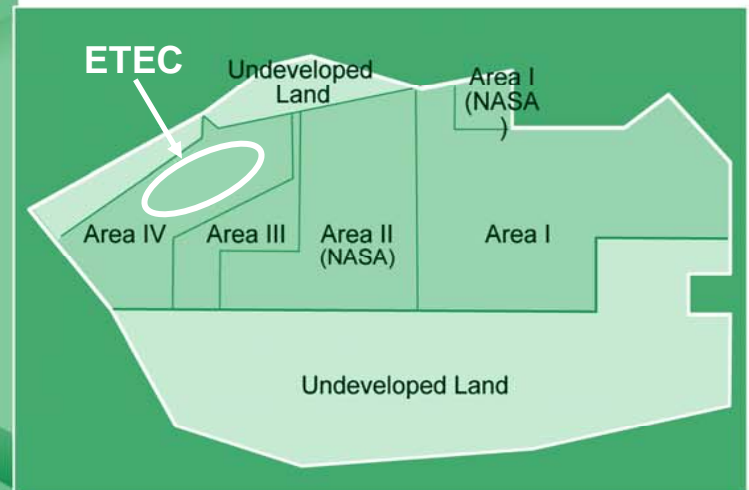 ETEC
Undeveloped
Land
Area I
(NASA
)
Area IV
Area III
Area II
(NASA)
Area I
Undeveloped Land